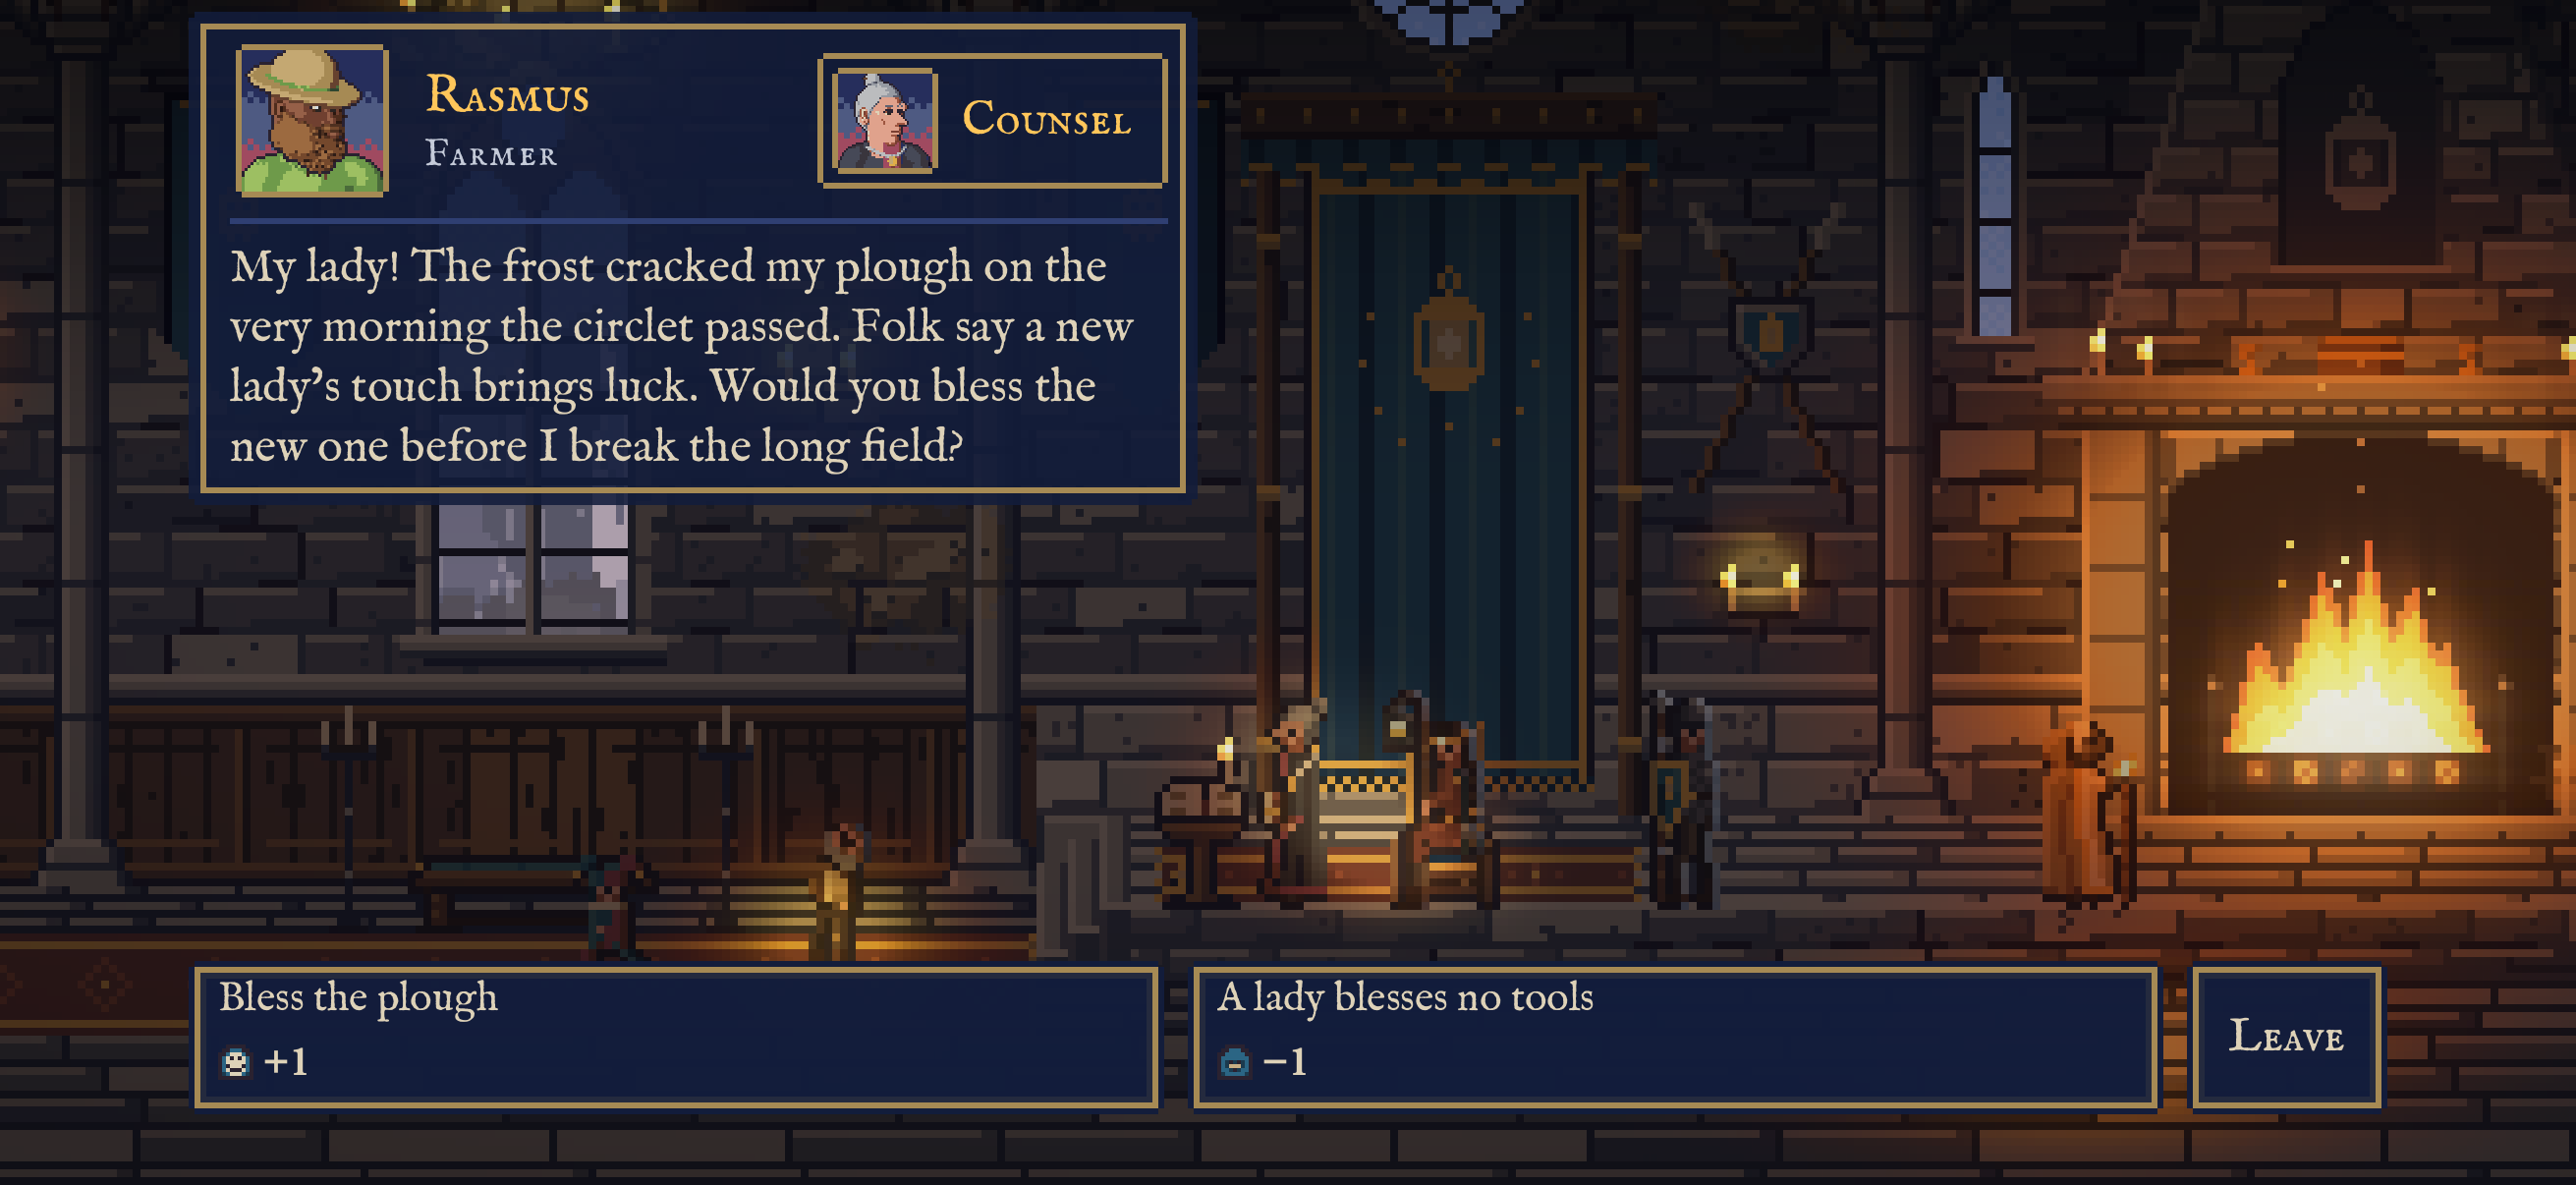 Rasmus
Farmer
Counsel
My lady! The frost cracked my plough on the
very morning the circlet passed. Folk say a new
lady’s touch brings luck. Would you bless the
new one before I break the long field?
Bless the plough
+1
A lady blesses no tools
−1
Leave